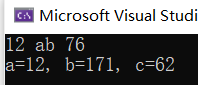 Microsoft Visual Studi
12 ab 76
a=12, b=171, c=62